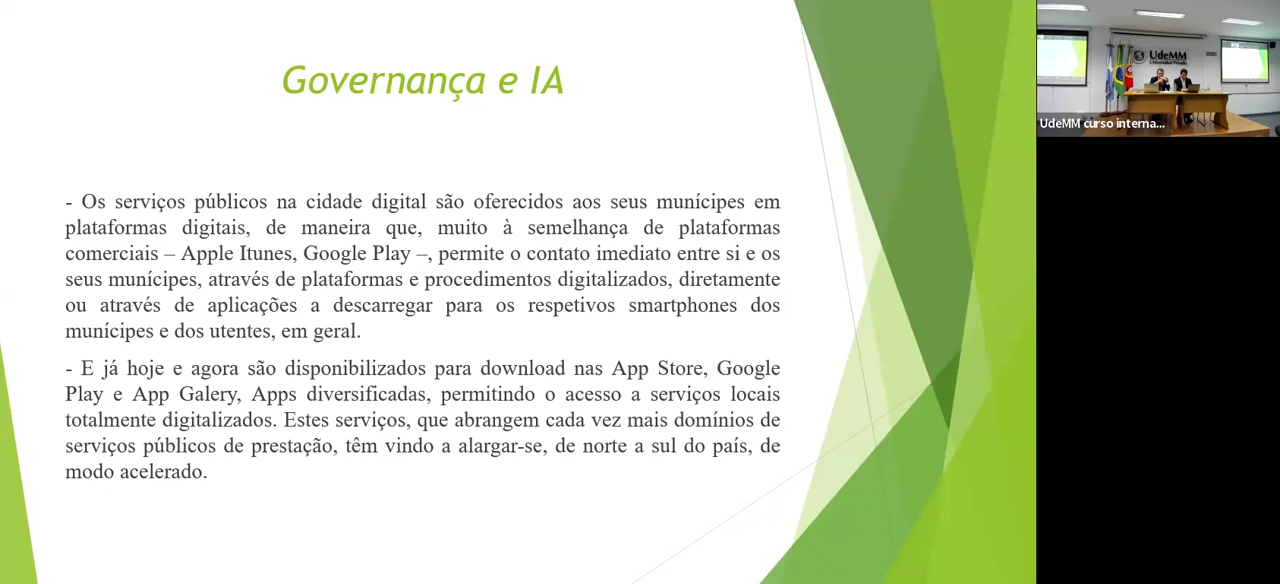 Governança e IA
- Os serviços públicos na cidade digital são oferecidos aos seus munícipes em
plataformas digitais, de maneira que, muito à semelhança de plataformas
comerciais – Apple Itunes, Google Play –, permite o contato imediato entre si e os
seus munícipes, através de plataformas e procedimentos digitalizados, diretamente
ou através de aplicações a descarregar para os respetivos smartphones dos
munícipes e dos utentes, em geral.
- E já hoje e agora são disponibilizados para download nas App Store, Google
Play e App Galery, Apps diversificadas, permitindo o acesso a serviços locais
totalmente digitalizados. Estes serviços, que abrangem cada vez mais domínios de
serviços públicos de prestação, têm vindo a alargar-se, de norte a sul do país, de
modo acelerado.
UdeMM
Universidad Privada
UdeMM curso interna...